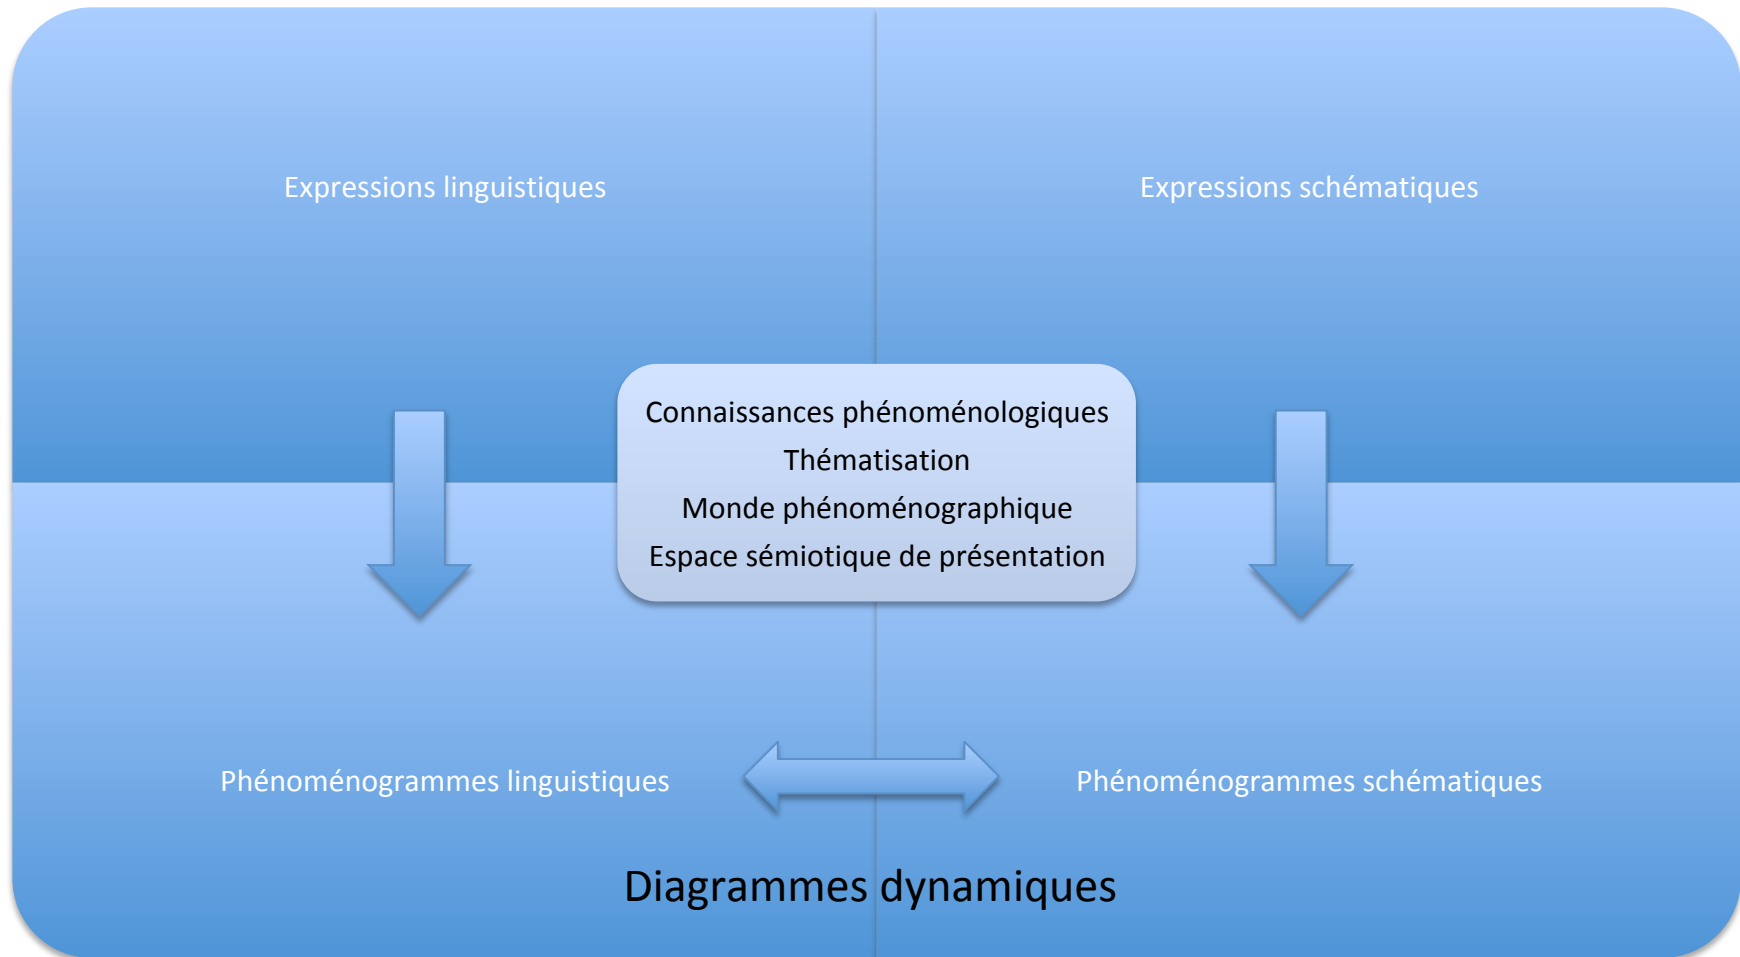 Expressions linguistiques
Expressions schématiques
Connaissances phénoménologiques
Thématisation
Monde phénoménographique
Espace sémiotique de présentation
Phénoménogrammes linguistiques
Phénoménogrammes schématiques
Diagrammes dynamiques